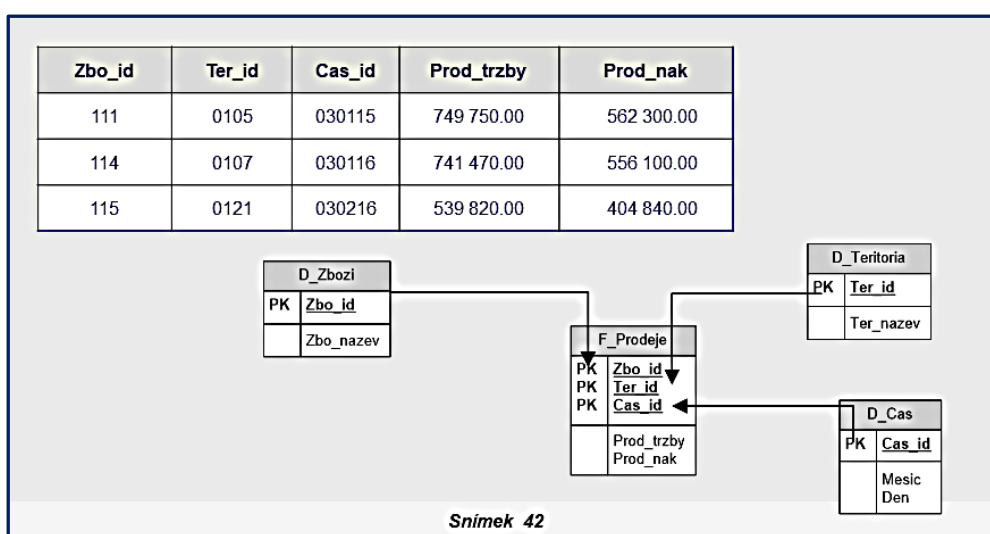 Zbo_id Ter_id Cas_id Prod_trzby Prod_nak
111 0105 030115 749 750.00 562 300.00
114 0107 030116 741 470.00 556 100.00
115 0121 030216 539 820.00 404 840.00
D_Zbozi
PK Zbo_id
Zbo_nazev
D_Teritoria
PK Ter_id
Ter_nazev
F_Prodeje
PK Zbo_id
PK Ter_id
PK Cas_id
Prod_trzby
Prod_nak
D_Cas
PK Cas_id
Mesic
Den
Snímek 42